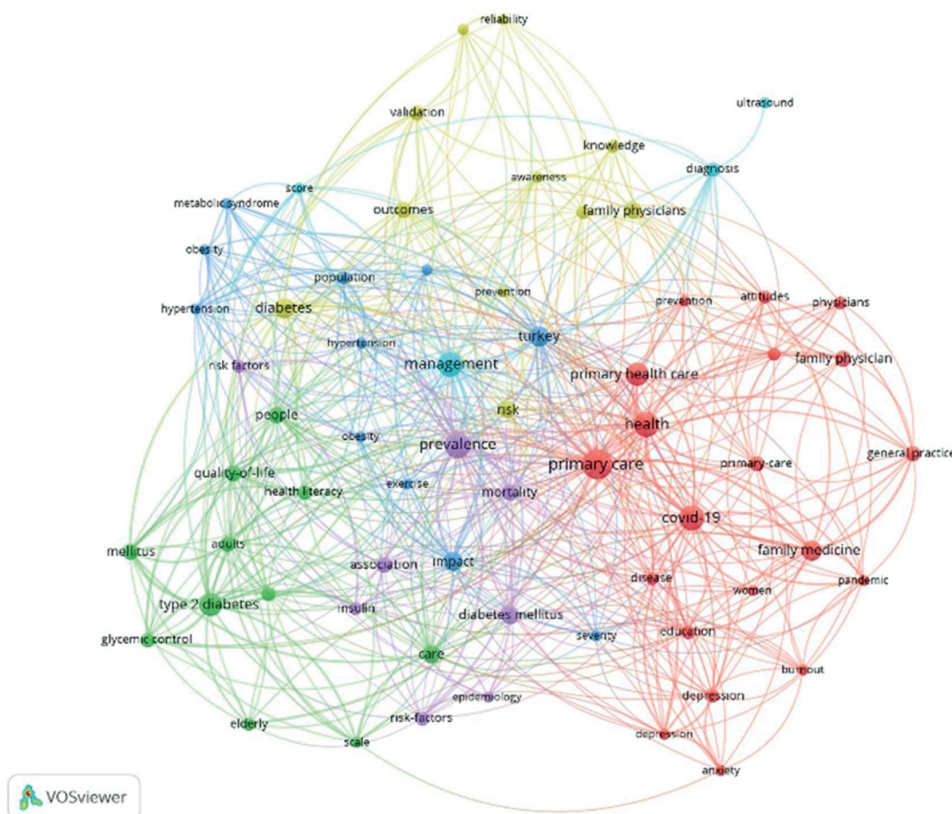 reliability
ultrasound
validation
knowledge
diagnosis
awareness
score
metabolic syndrome
outcomes
family physicians
obesity
population
prevention
prevention
attitudes
physicians
hypertension
diabetes
turkey
hypertension
family physician
risk factors
management
primary health care
people
risk
health
obesity
prevalence
general practice
primary care
primary-care
quality-of-life
exercise
health literacy
mortality
covid-19
mellitus
adults
family medicine
association
impact
disease
pandemic
women
type 2 diabetes
insulin
diabetes mellitus
glycemic control
severity
education
care
burnout
epidemiology
depression
elderly
risk-factors
depression
scale
anxiety
VOSviewer